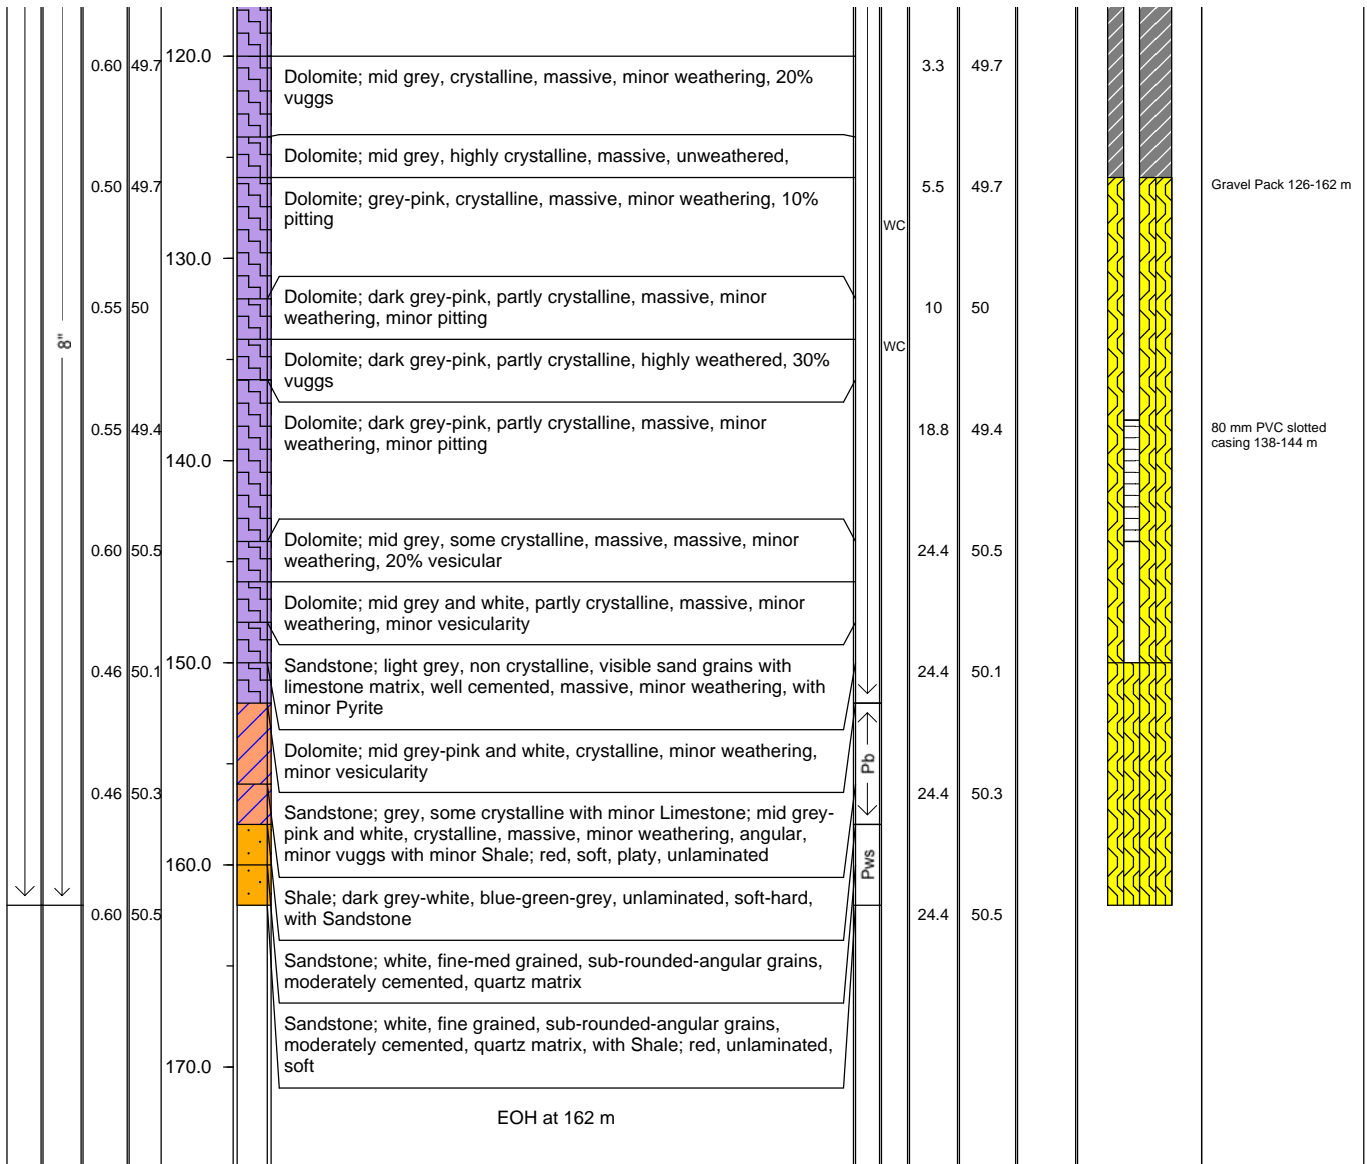 120.0
0.60 49.7
3.3 49.7
Dolomite; mid grey, crystalline, massive, minor weathering, 20%
vuggs
Dolomite; mid grey, highly crystalline, massive, unweathered,
0.50 49.7
5.5 49.7
Gravel Pack 126-162 m
Dolomite; grey-pink, crystalline, massive, minor weathering, 10%
pitting
WC
130.0
Dolomite; dark grey-pink, partly crystalline, massive, minor
weathering, minor pitting
0.55 50
10 50
8"
WC
Dolomite; dark grey-pink, partly crystalline, highly weathered, 30%
vuggs
Dolomite; dark grey-pink, partly crystalline, massive, minor
weathering, minor pitting
0.55 49.4
18.8 49.4
80 mm PVC slotted
casing 138-144 m
140.0
Dolomite; mid grey, some crystalline, massive, massive, minor
weathering, 20% vesicular
0.60 50.5
24.4 50.5
Dolomite; mid grey and white, partly crystalline, massive, minor
weathering, minor vesicularity
150.0
0.46 50.1
24.4 50.1
Sandstone; light grey, non crystalline, visible sand grains with
limestone matrix, well cemented, massive, minor weathering, with
minor Pyrite
Dolomite; mid grey-pink and white, crystalline, minor weathering,
minor vesicularity
Pb
0.46 50.3
24.4 50.3
Sandstone; grey, some crystalline with minor Limestone; mid grey-
pink and white, crystalline, massive, minor weathering, angular,
minor vuggs with minor Shale; red, soft, platy, unlaminated
160.0
Pws
Shale; dark grey-white, blue-green-grey, unlaminated, soft-hard,
with Sandstone
0.60 50.5
24.4 50.5
Sandstone; white, fine-med grained, sub-rounded-angular grains,
moderately cemented, quartz matrix
Sandstone; white, fine grained, sub-rounded-angular grains,
moderately cemented, quartz matrix, with Shale; red, unlaminated,
soft
170.0
EOH at 162 m